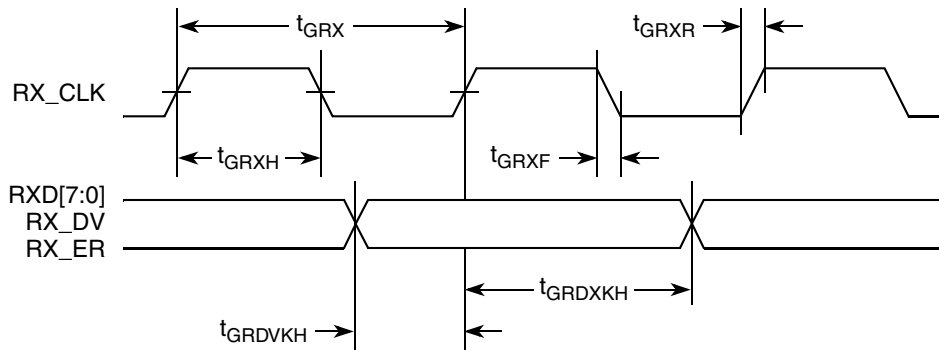 tGRX
tGRXR
RX_CLK
tGRXH
tGRXF
RXD[7:0]
RX_DV
RX_ER
tGRDXKH
tGRDVKH